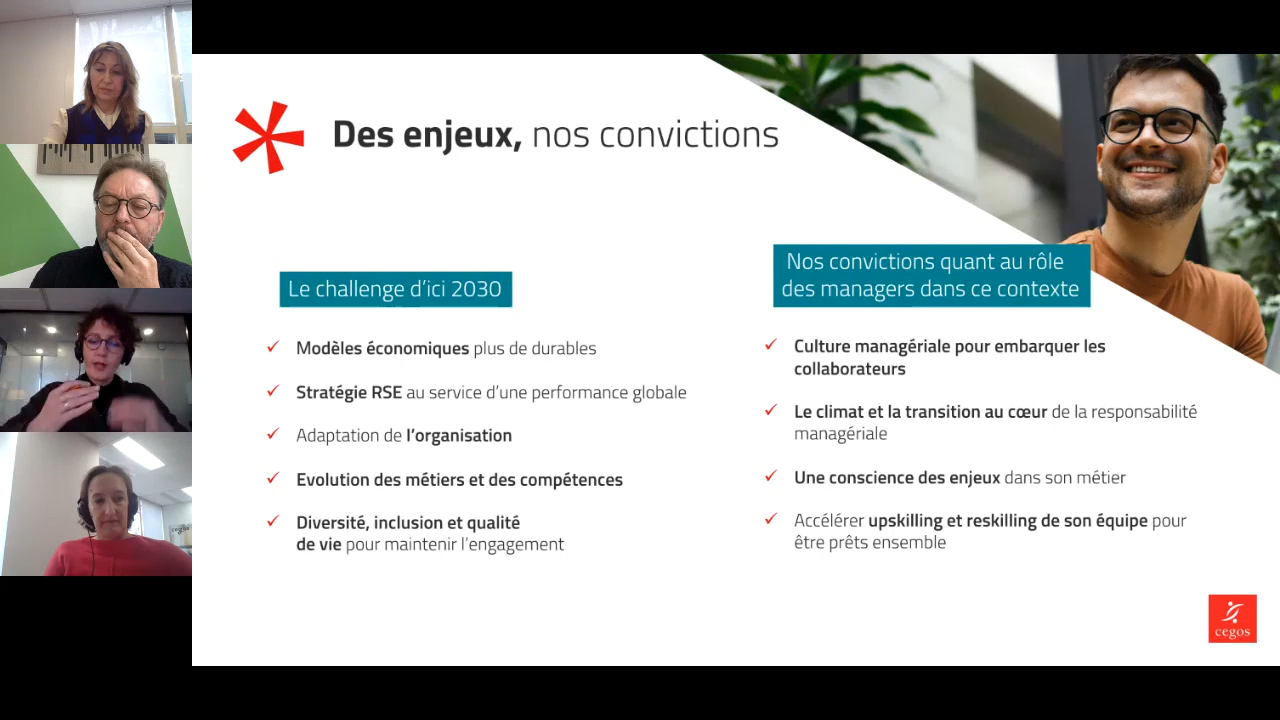 Des enjeux, nos convictions
Le challenge d’ici 2030
Modèles économiques plus de durables
Stratégie RSE au service d’une performance globale
Adaptation de l’organisation
Evolution des métiers et des compétences
Diversité, inclusion et qualité
de vie pour maintenir l’engagement
Nos convictions quant au rôle
des managers dans ce contexte
Culture managériale pour embarquer les
collaborateurs
Le climat et la transition au cœur de la responsabilité
managériale
Une conscience des enjeux dans son métier
Accélérer upskilling et reskilling de son équipe pour
être prêts ensemble
cegos
cegos